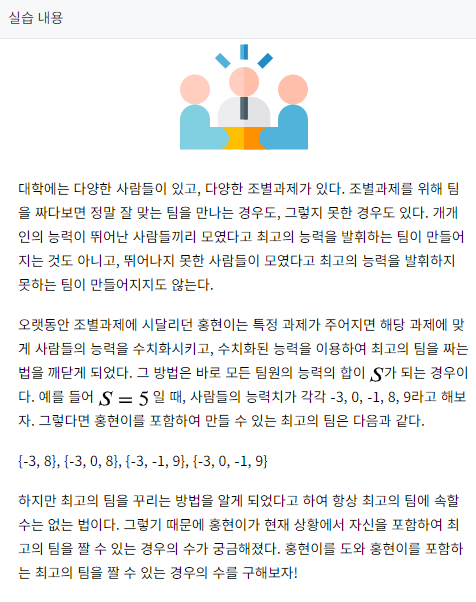 실습 내용
대학에는 다양한 사람들이 있고, 다양한 조별과제가 있다. 조별과제를 위해 팀
을 짜다보면 정말 잘 맞는 팀을 만나는 경우도, 그렇지 못한 경우도 있다. 개개
인의 능력이 뛰어난 사람들끼리 모였다고 최고의 능력을 발휘하는 팀이 만들어
지는 것도 아니고, 뛰어나지 못한 사람들이 모였다고 최고의 능력을 발휘하지
못하는 팀이 만들어지지도 않는다.
오랫동안 조별과제에 시달리던 홍현이는 특정 과제가 주어지면 해당 과제에 맞
게 사람들의 능력을 수치화시키고, 수치화된 능력을 이용하여 최고의 팀을 짜는
법을 깨닫게 되었다. 그 방법은 바로 모든 팀원의 능력의 합이 S가 되는 경우이
다. 예를 들어 S = 5 일 때, 사람들의 능력치가 각각 -3, 0, -1, 8, 9라고 해보
자. 그렇다면 홍현이를 포함하여 만들 수 있는 최고의 팀은 다음과 같다.
{-3, 8}, {-3, 0, 8}, {-3, -1, 9}, {-3, 0, -1, 9}
하지만 최고의 팀을 꾸리는 방법을 알게 되었다고 하여 항상 최고의 팀에 속할
수는 없는 법이다. 그렇기 때문에 홍현이가 현재 상황에서 자신을 포함하여 최
고의 팀을 짤 수 있는 경우의 수가 궁금해졌다. 홍현이를 도와 홍현이를 포함하
는 최고의 팀을 짤 수 있는 경우의 수를 구해보자!